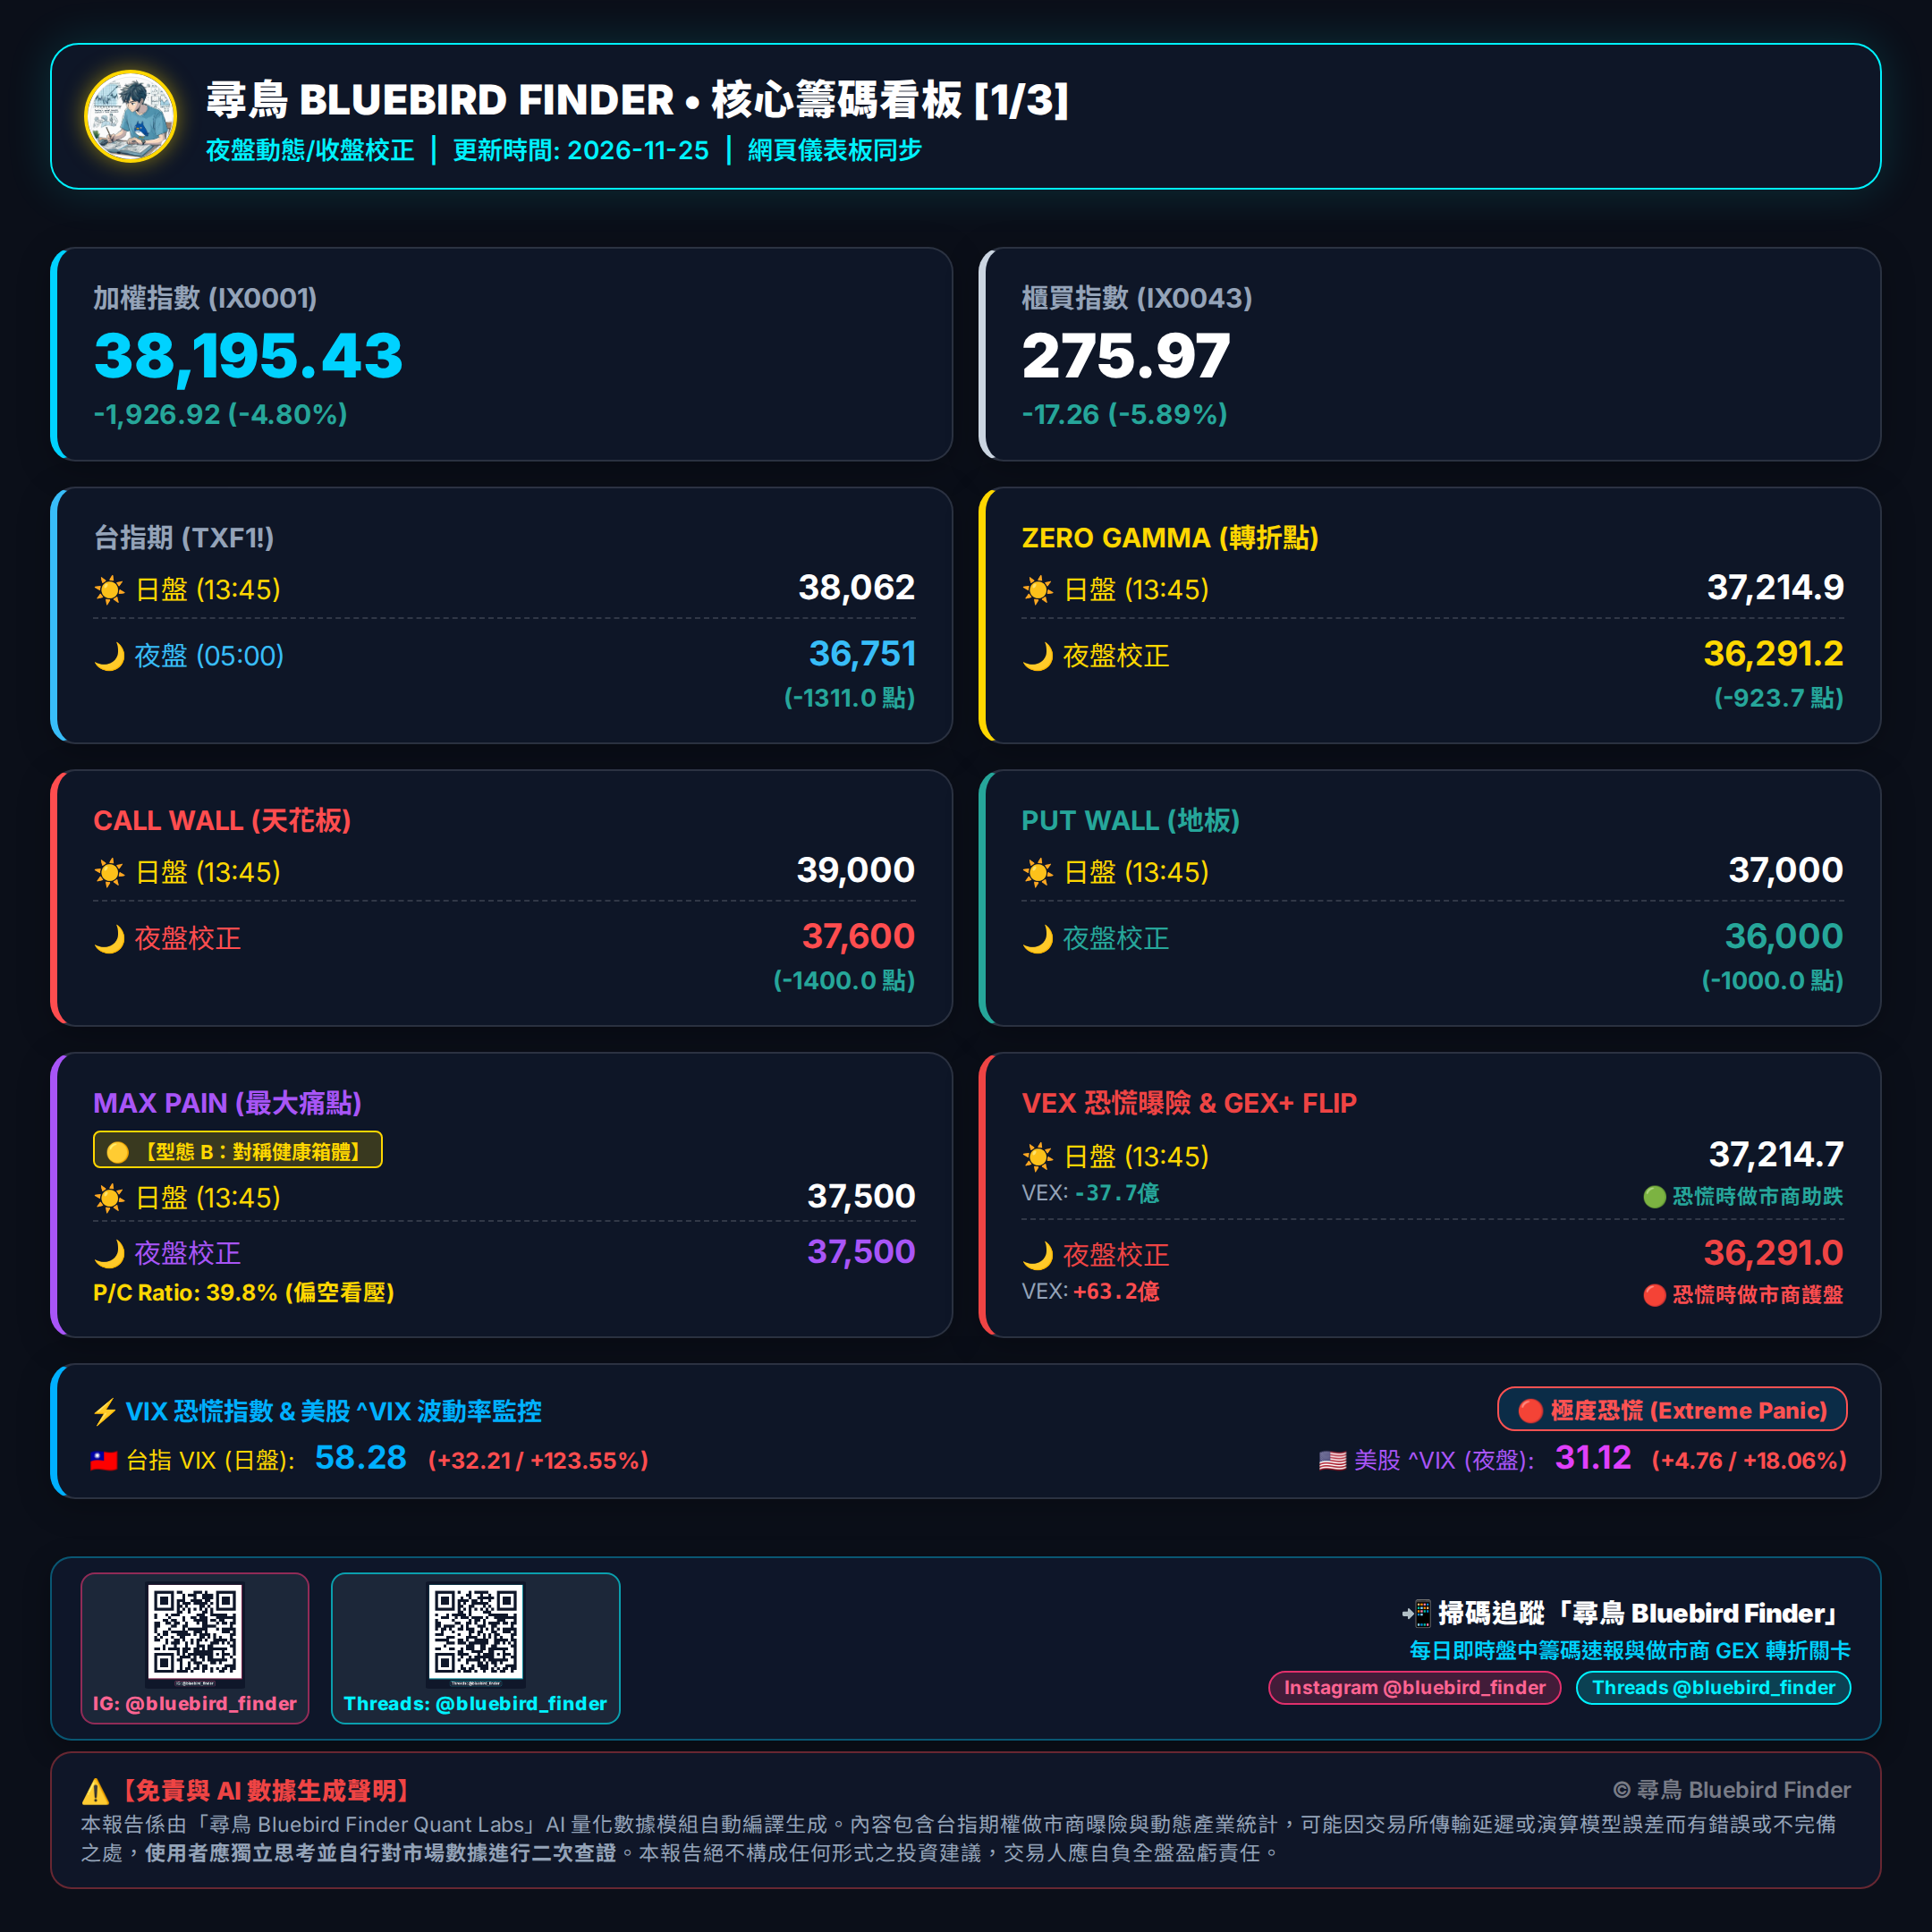 尋鳥 BLUEBIRD FINDER • 核心籌碼看板 [1/3]
夜盤動態/收盤校正 | 更新時間: 2026-11-25 | 網頁儀表板同步
加權指數 (IX0001)
38,195.43
-1,926.92 (-4.80%)
櫃買指數 (IX0043)
275.97
-17.26 (-5.89%)
台指期 (TXF1!)
☀️ 日盤 (13:45) 38,062
🌙 夜盤 (05:00) 36,751
(-1311.0 點)
ZERO GAMMA (轉折點)
☀️ 日盤 (13:45) 37,214.9
🌙 夜盤校正 36,291.2
(-923.7 點)
CALL WALL (天花板)
☀️ 日盤 (13:45) 39,000
🌙 夜盤校正 37,600
(-1400.0 點)
PUT WALL (地板)
☀️ 日盤 (13:45) 37,000
🌙 夜盤校正 36,000
(-1000.0 點)
MAX PAIN (最大痛點)
🟡 【型態 B：對稱健康箱體】
☀️ 日盤 (13:45) 37,500
🌙 夜盤校正 37,500
P/C Ratio: 39.8% (偏空看壓)
VEX 恐慌曝險 & GEX+ FLIP
☀️ 日盤 (13:45) 37,214.7
VEX: -37.7億 🟢 恐慌時做市商助跌
🌙 夜盤校正 36,291.0
VEX: +63.2億 🔴 恐慌時做市商護盤
⚡ VIX 恐慌指數 & 美股 ^VIX 波動率監控 🔴 極度恐慌 (Extreme Panic)
🇹🇼 台指 VIX (日盤): 58.28 (+32.21 / +123.55%) 🇺🇸 美股 ^VIX (夜盤): 31.12 (+4.76 / +18.06%)
IG: @bluebird_finder
Threads: @bluebird_finder
📲 掃碼追蹤「尋鳥 Bluebird Finder」
每日即時盤中籌碼速報與做市商 GEX 轉折關卡
Instagram @bluebird_finder Threads @bluebird_finder
⚠️【免責與 AI 數據生成聲明】 © 尋鳥 Bluebird Finder
本報告係由「尋鳥 Bluebird Finder Quant Labs」AI 量化數據模組自動編譯生成。內容包含台指期權做市商曝險與動態產業統計，可能因交易所傳輸延遲或演算模型誤差而有錯誤或不完備
之處，使用者應獨立思考並自行對市場數據進行二次查證。本報告絕不構成任何形式之投資建議，交易人應自負全盤盈虧責任。